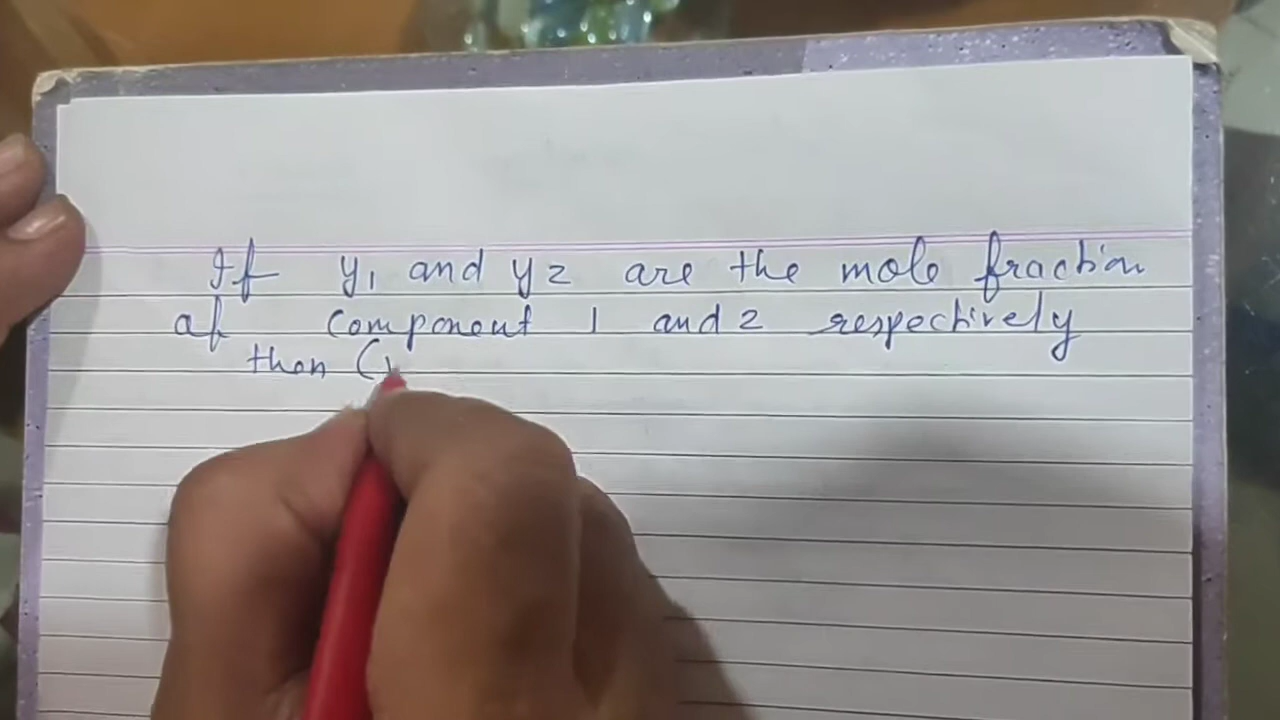 If y1 and y2 are the mole fraction
of component 1 and 2 respectively
then (